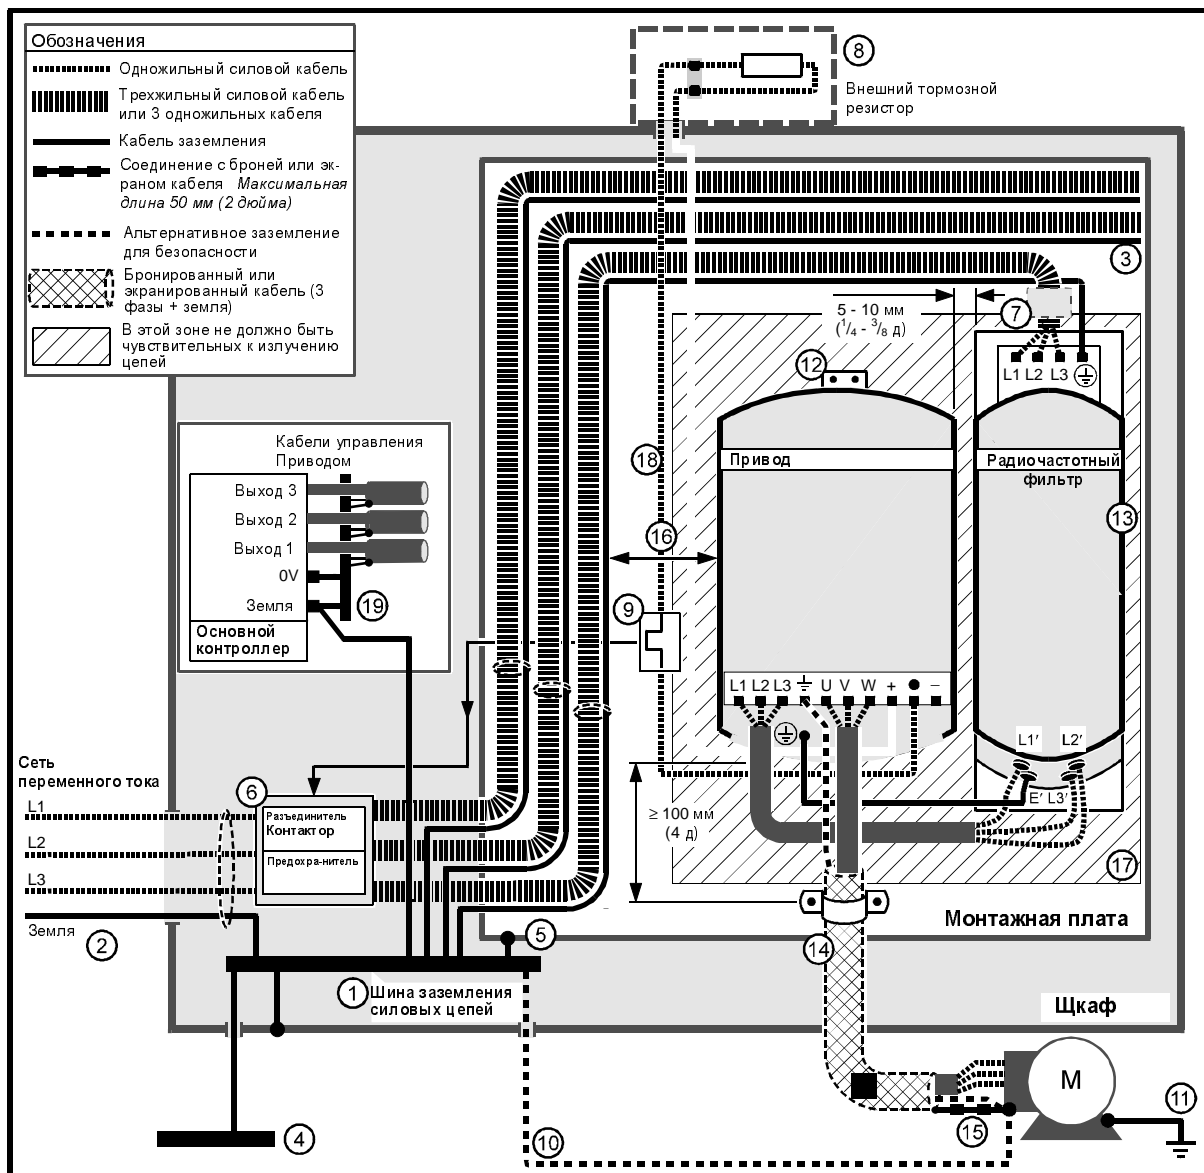 Обозначения
Одножильный силовой кабель
Трехжильный силовой кабель
или 3 одножильных кабеля
Кабель заземления
Соединение с броней или эк-
раном кабеля Максимальная
длина 50 мм (2 дюйма)
Альтернативное заземление
для безопасности
Бронированный или
экранированный кабель (3
фазы + земля)
В этой зоне не должно быть
чувствительных к излучению
цепей
8
Внешний тормозной
резистор
3
5 - 10 мм
(1/4 - 3/8 д)
7
12
L1 L2 L3
Привод
Радиочастотный
фильтр
18
13
16
Кабели управления
Приводом
Выход 3
Выход 2
Выход 1
0V
Земля
19
Основной
контроллер
9
L1 L2 L3 U V W + −
L1′ L2′
E′ L3′
≥ 100 мм
(4 д)
17
Сеть
переменного тока
L1
L2
L3
Земля
2
6
Разъединитель
Контактор
Предохра-нитель
5
14
Монтажная плата
1
Шина заземления
силовых цепей
Щкаф
M
11
15
10
4